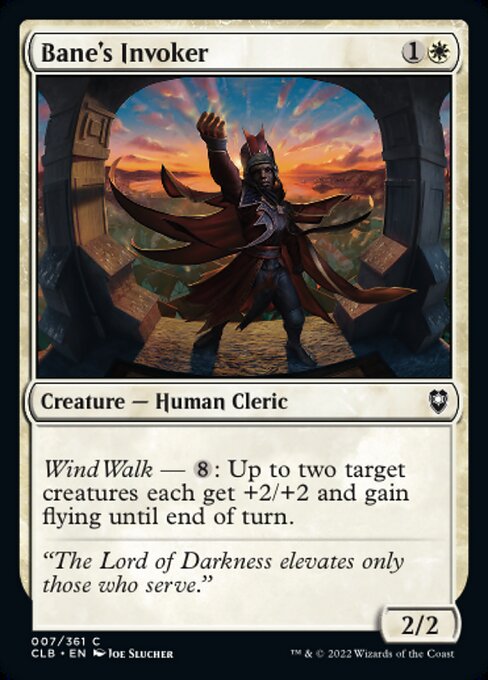 Bane's Invoker 1
Creature — Human Cleric
Wind Walk — 8: Up to two target
creatures each get +2/+2 and gain
flying until end of turn.
"The Lord of Darkness elevates only
those who serve."
2/2
007/361 C
CLB • EN Joe Slucher
™ & © 2022 Wizards of the Coast